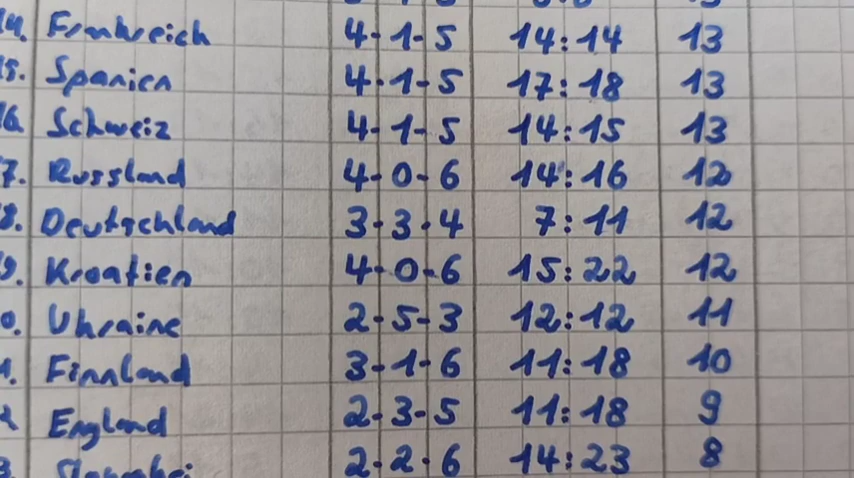 14. Frankreich 4-1-5 14:14 13
15. Spanien 4-1-5 17:18 13
16. Schweiz 4-1-5 14:15 13
7. Russland 4-0-6 14:16 12
8. Deutschland 3-3-4 7:11 12
9. Kroatien 4-0-6 15:22 12
0. Ukraine 2-5-3 12:12 11
1. Finnland 3-1-6 11:18 10
2 England 2-3-5 11:18 9
3. 2-2-6 14:23 8